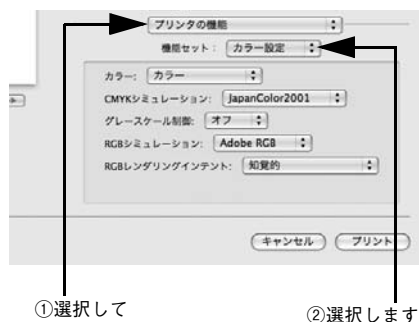 プリンタの機能
機能セット： カラー設定
カラー： カラー
CMYKシミュレーション： JapanColor2001
グレースケール制御： オフ
RGBシミュレーション： Adobe RGB
RGBレンダリングインテント： 知覚的
キャンセル プリント
①選択して
②選択します